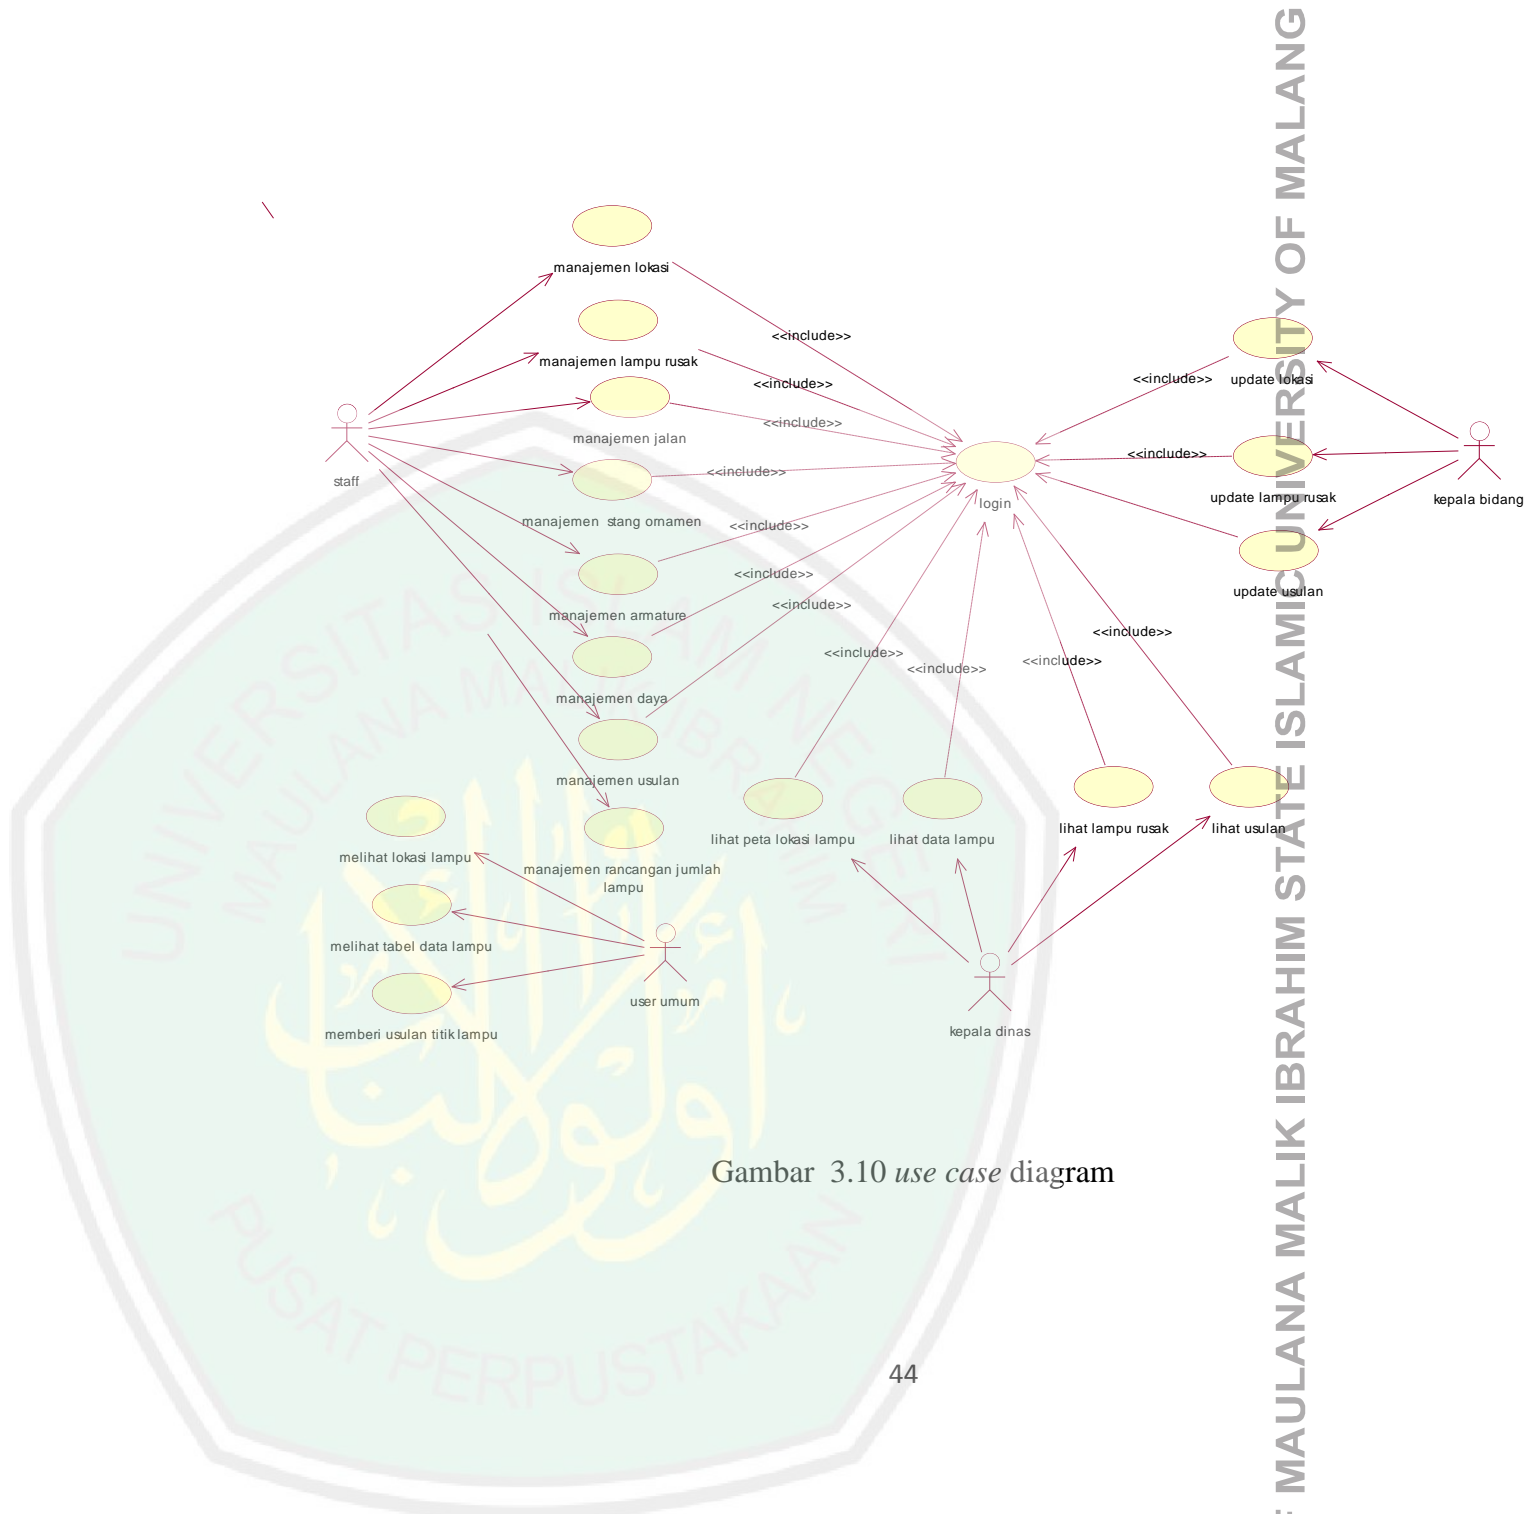 manajemen lokasi
<<include>>
manajemen lampu rusak
<<include>>
manajemen jalan
<<include>>
staff
manajemen stang ornamen
<<include>>
manajemen armature
<<include>>
manajemen daya
<<include>>
manajemen usulan
<<include>>
manajemen rancangan jumlah
lampu
login
<<include>>
update lokasi
<<include>>
update lampu rusak
update usulan
kepala bidang
<<include>>
<<include>>
<<include>>
<<include>>
lihat peta lokasi lampu
lihat data lampu
lihat lampu rusak
lihat usulan
kepala dinas
melihat lokasi lampu
melihat tabel data lampu
memberi usulan titik lampu
user umum
Gambar 3.10 use case diagram
44
UNIVERSITAS ISLAM NEGERI
MAULANA MALIK IBRAHIM
PUSAT PERPUSTAKAAN
MAULANA MALIK IBRAHIM STATE ISLAMIC UNIVERSITY OF MALANG